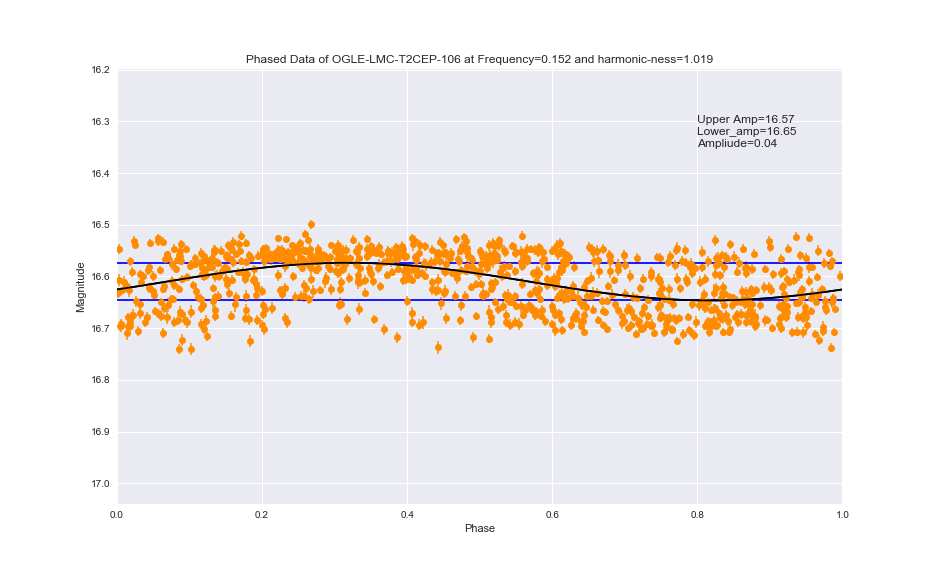 Phased Data of OGLE-LMC-T2CEP-106 at Frequency=0.152 and harmonic-ness=1.019
16.2
16.3
16.4
16.5
16.6
16.7
16.8
16.9
17.0
Magnitude
Upper Amp=16.57
Lower_amp=16.65
Ampliude=0.04
0.0
0.2
0.4
0.6
0.8
1.0
Phase